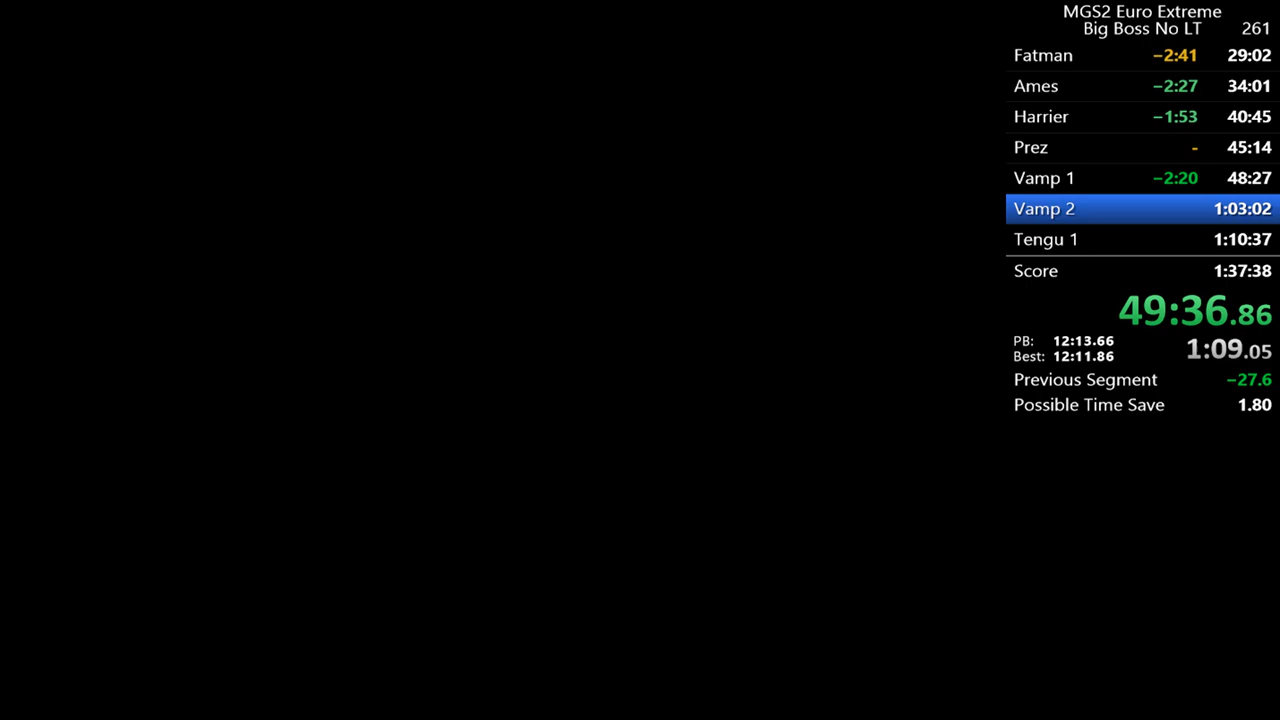 MGS2 Euro Extreme
Big Boss No LT 261
Fatman −2:41 29:02
Ames −2:27 34:01
Harrier −1:53 40:45
Prez - 45:14
Vamp 1 −2:20 48:27
Vamp 2 1:03:02
Tengu 1 1:10:37
Score 1:37:38
49:36.86
PB: 12:13.66 1:09.05
Best: 12:11.86
Previous Segment −27.6
Possible Time Save 1.80